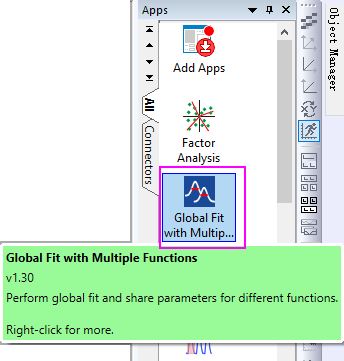 Apps
Add Apps
All
Connectors
Factor
Analysis
Global Fit
with Multip...
Global Fit with Multiple Functions
v1.30
Perform global fit and share parameters for different functions.
Right-click for more.
XY
Object Manager